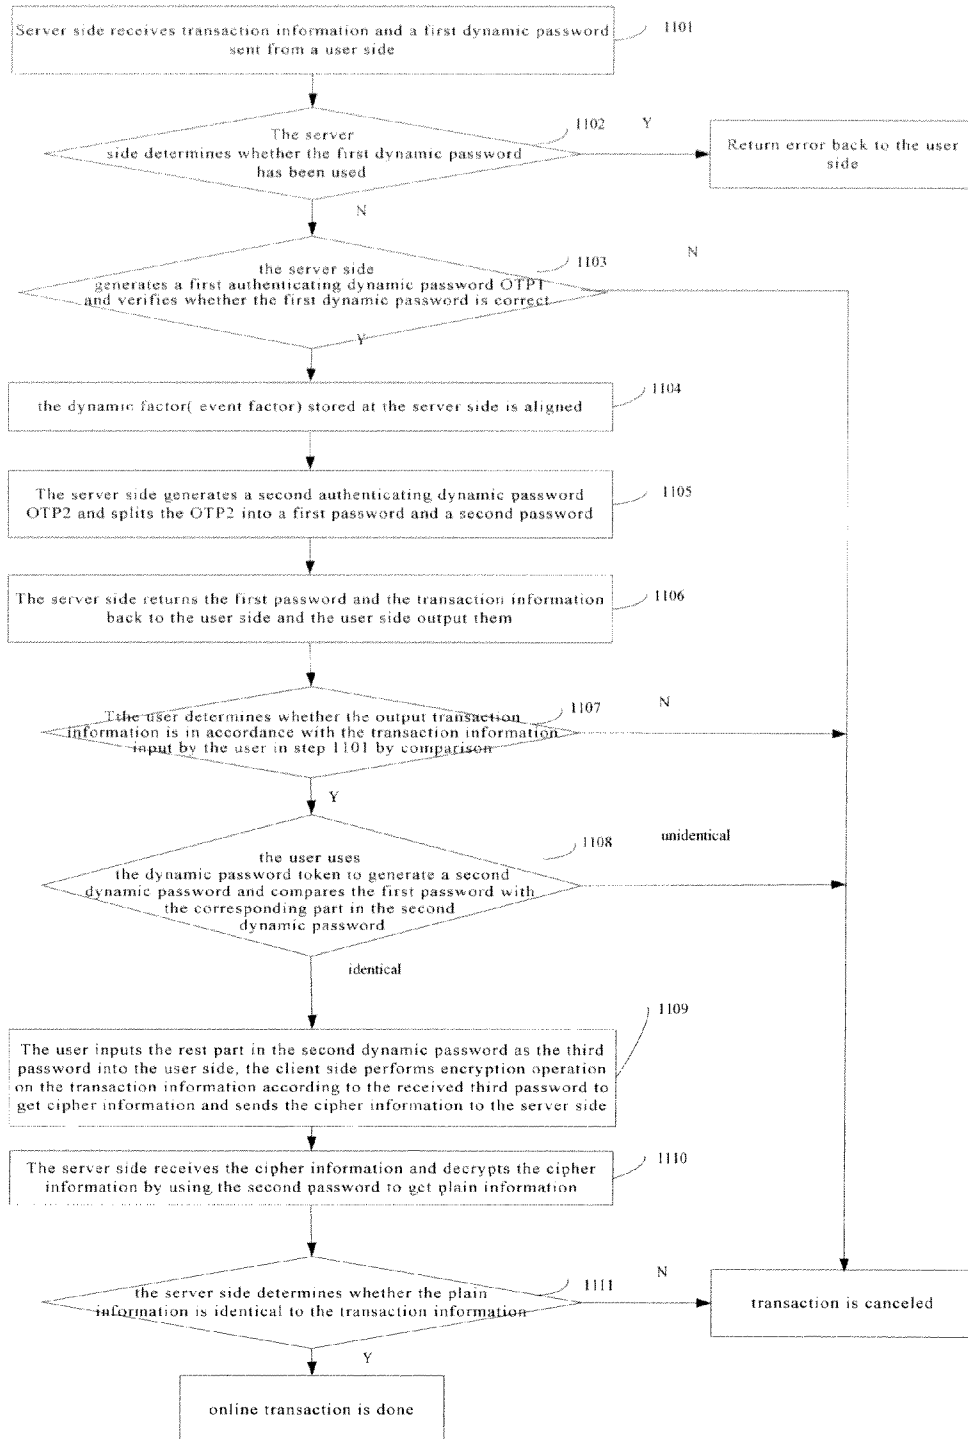 Server side receives transaction information and a first dynamic password
sent from a user side
1101
The server
side determines whether the first dynamic password
has been used
1102
Y
Return error back to the user
side
N
the server side
generates a first authenticating dynamic password OTP1
and verifies whether the first dynamic password is correct
1103
N
Y
the dynamic factor( event factor) stored at the server side is aligned
1104
The server side generates a second authenticating dynamic password
OTP2 and splits the OTP2 into a first password and a second password
1105
The server side returns the first password and the transaction information
back to the user side and the user side output them
1106
Tthe user determines whether the output transaction
information is in accordance with the transaction information
input by the user in step 1101 by comparison
1107
N
Y
the user uses
the dynamic password token to generate a second
dynamic password and compares the first password with
the corresponding part in the second
dynamic password
1108
unidentical
identical
1109
The user inputs the rest part in the second dynamic password as the third
password into the user side, the client side performs encryption operation
on the transaction information according to the received third password to
get cipher information and sends the cipher information to the server side
The server side receives the cipher information and decrypts the cipher
information by using the second password to get plain information
1110
the server side determines whether the plain
information is identical to the transaction information
1111
N
transaction is canceled
Y
online transaction is done